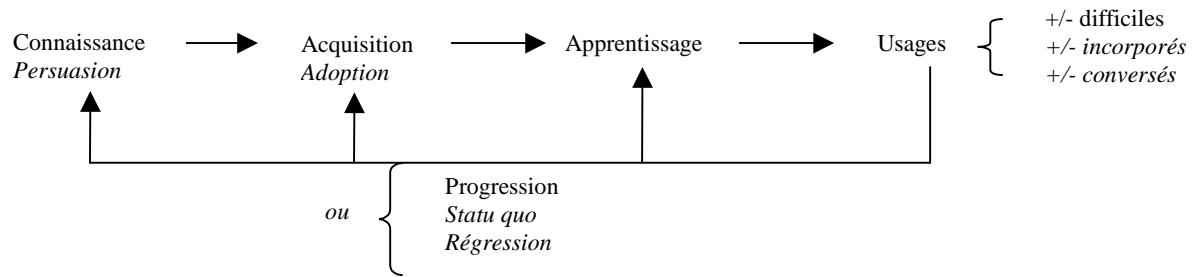 Connaissance
Persuasion
Acquisition
Adoption
Apprentissage
Usages
+/- difficiles
+/- incorporés
+/- conversés
ou
Progression
Statu quo
Régression